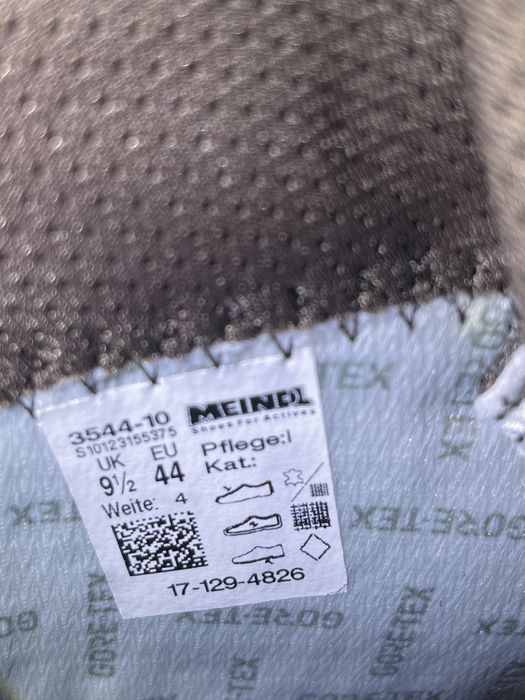 3544-10
S10123155375
UK EU
9½ 44
Weite: 4
MEINDL
Shoes For Actives
Pflege:I
Kat.:
17-129-4826
TEX
GORE-TEX
GORE-TEX
GORE-TEX
GORE-TEX
TEX